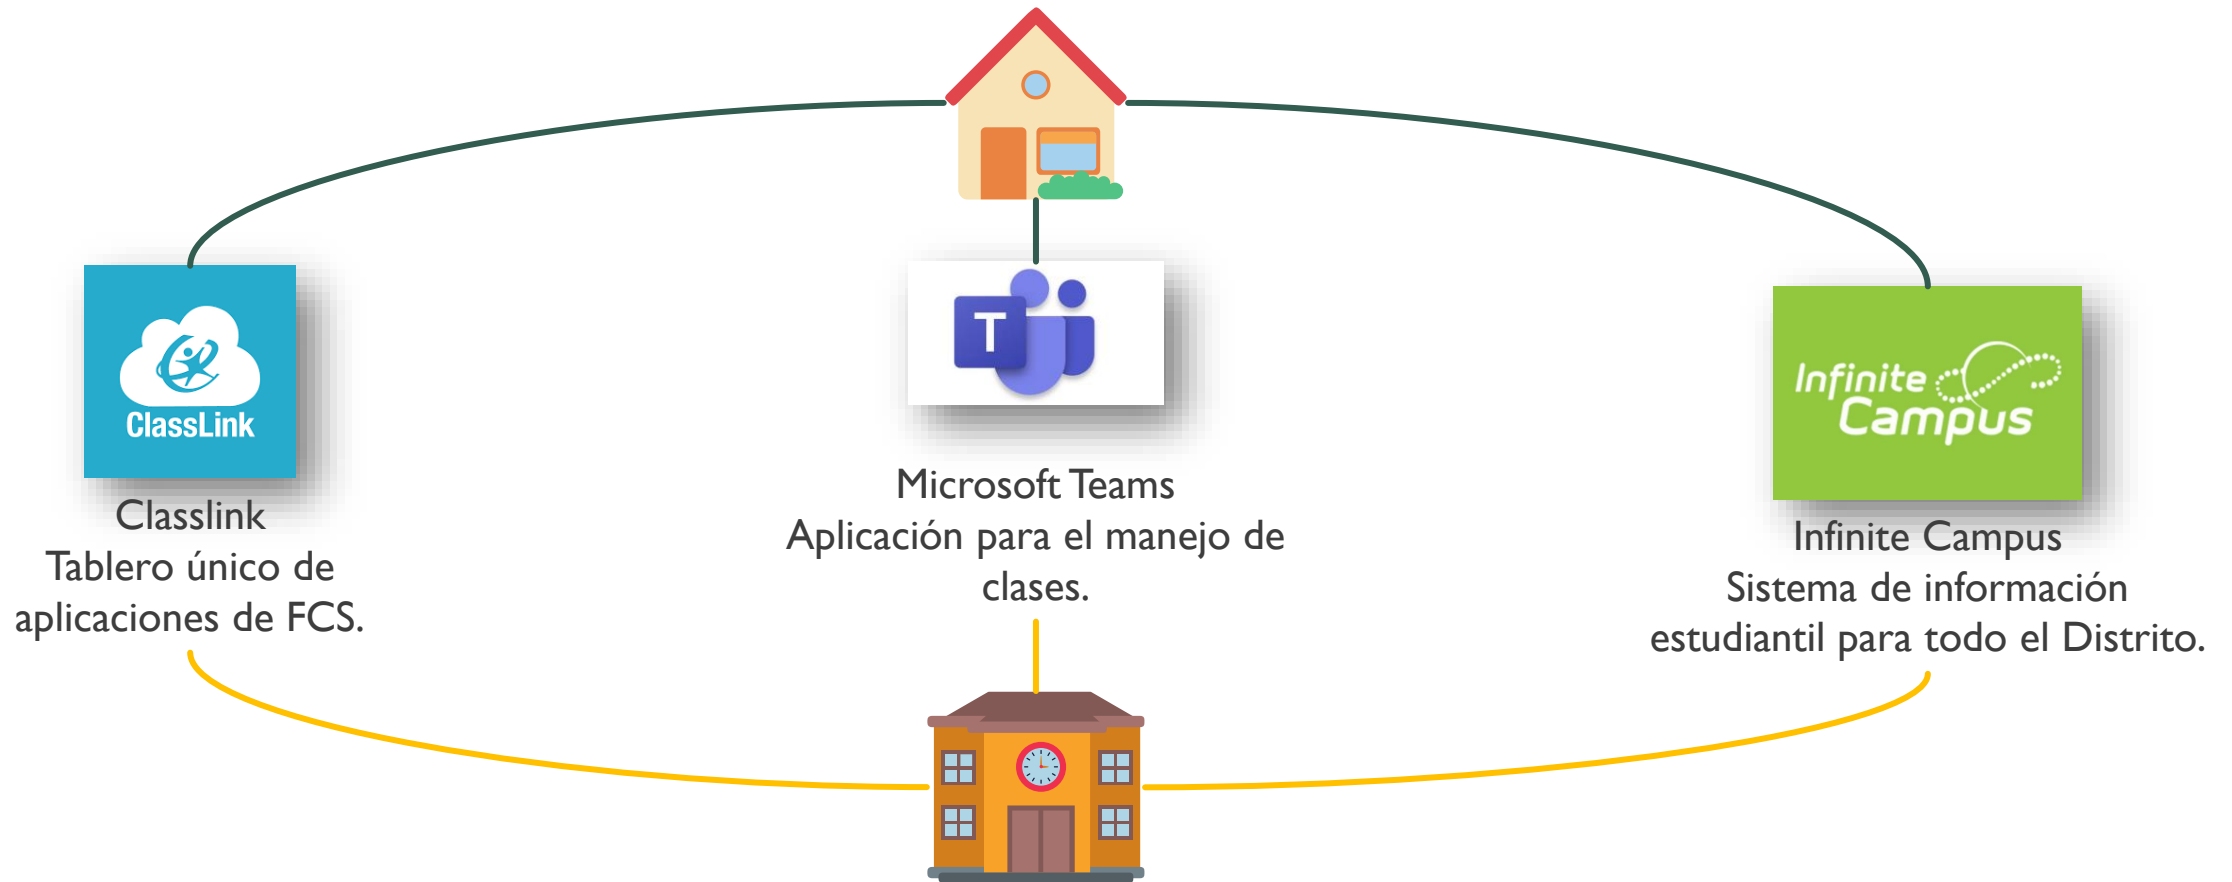 ClassLink
Classlink
Tablero único de
aplicaciones de FCS.
T
Microsoft Teams
Aplicación para el manejo de
clases.
Infinite
Campus
Infinite Campus
Sistema de información
estudiantil para todo el Distrito.